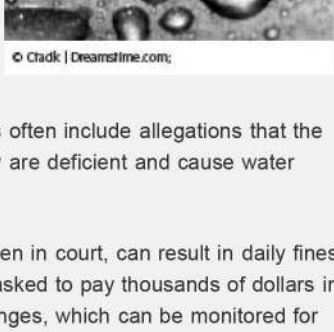 © Ctadk | Dreamstime.com;
often include allegations that the
are deficient and cause water
en in court, can result in daily fines
asked to pay thousands of dollars in
nges, which can be monitored for